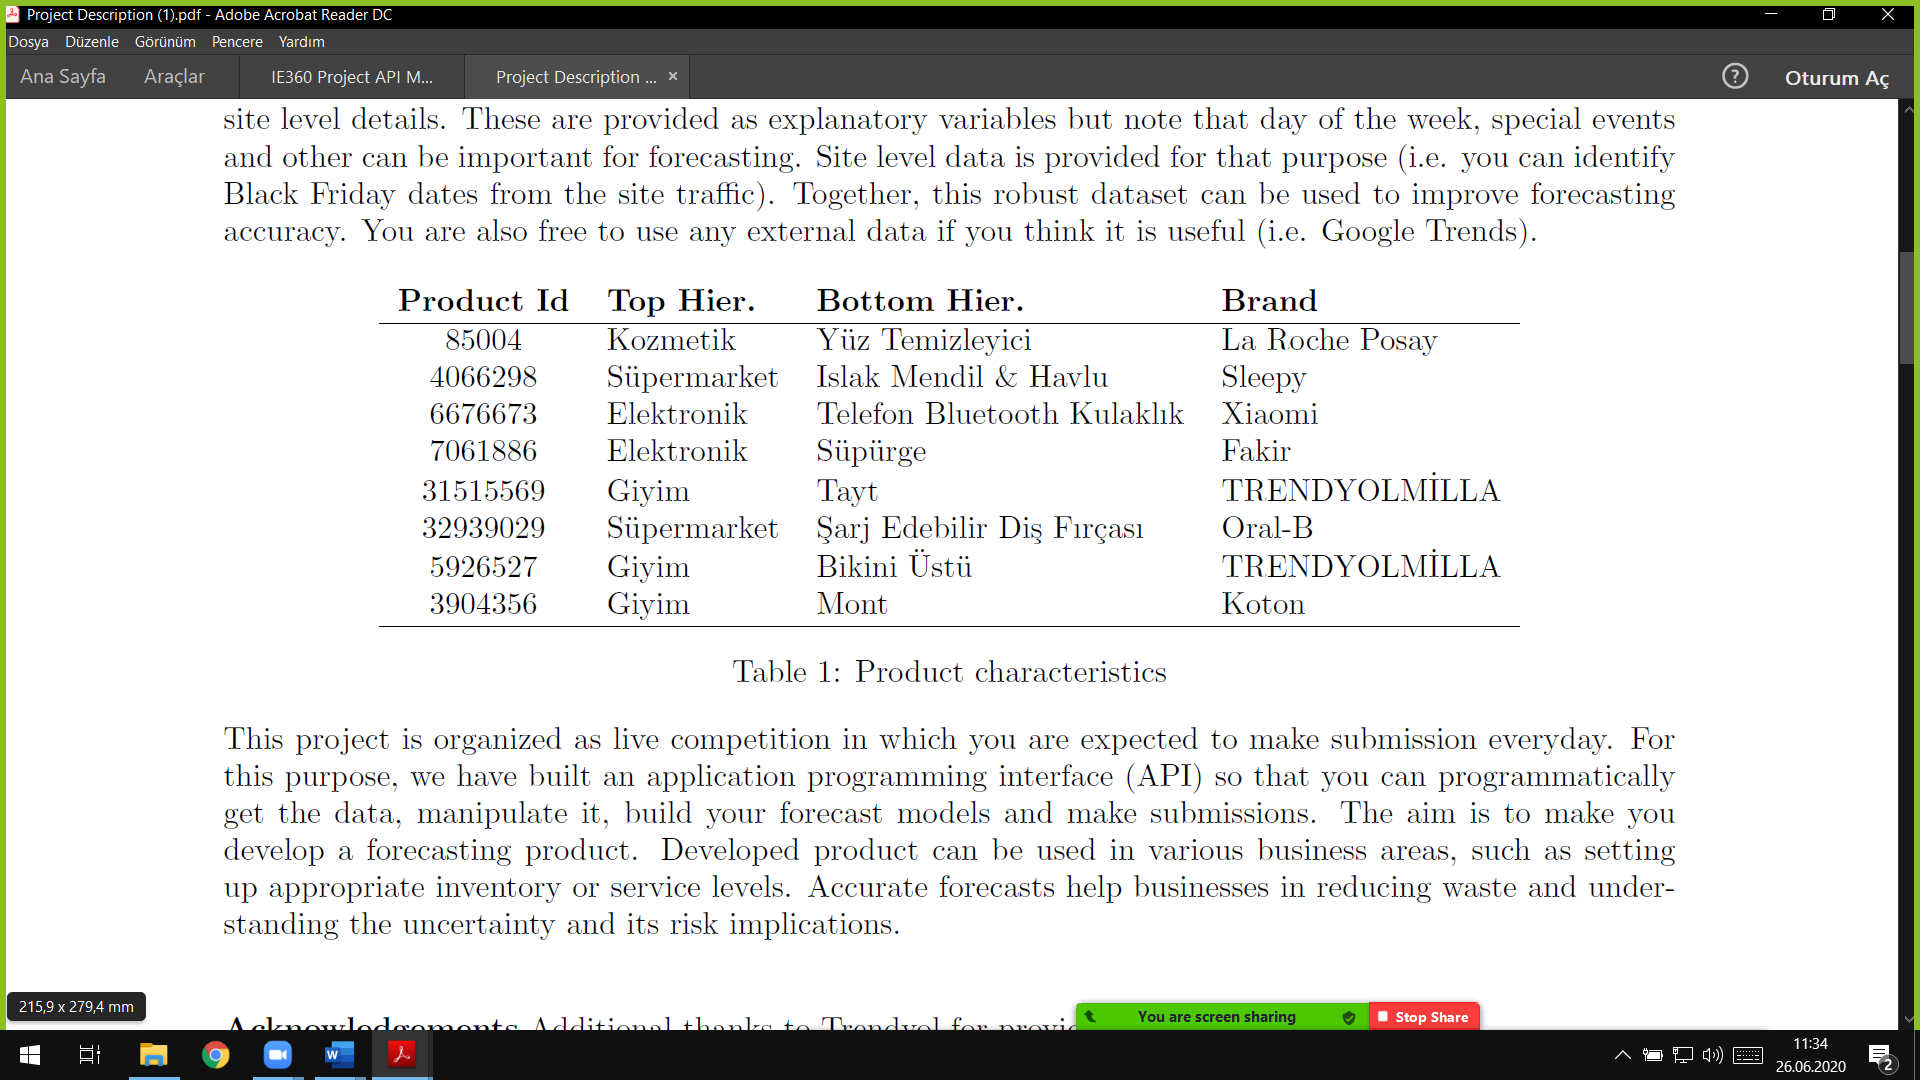 Project Description (1).pdf - Adobe Acrobat Reader DC
Dosya Düzenle Görünüm Pencere Yardım
Ana Sayfa Araçlar IE360 Project API M... Project Description ... × ? Oturum Aç
site level details. These are provided as explanatory variables but note that day of the week, special events
and other can be important for forecasting. Site level data is provided for that purpose (i.e. you can identify
Black Friday dates from the site traffic). Together, this robust dataset can be used to improve forecasting
accuracy. You are also free to use any external data if you think it is useful (i.e. Google Trends).
Product Id Top Hier. Bottom Hier. Brand
85004 Kozmetik Yüz Temizleyici La Roche Posay
4066298 Süpermarket Islak Mendil & Havlu Sleepy
6676673 Elektronik Telefon Bluetooth Kulaklık Xiaomi
7061886 Elektronik Süpürge Fakir
31515569 Giyim Tayt TRENDYOLMİLLA
32939029 Süpermarket Şarj Edebilir Diş Fırçası Oral-B
5926527 Giyim Bikini Üstü TRENDYOLMİLLA
3904356 Giyim Mont Koton
Table 1: Product characteristics
This project is organized as live competition in which you are expected to make submission everyday. For
this purpose, we have built an application programming interface (API) so that you can programmatically
get the data, manipulate it, build your forecast models and make submissions. The aim is to make you
develop a forecasting product. Developed product can be used in various business areas, such as setting
up appropriate inventory or service levels. Accurate forecasts help businesses in reducing waste and under-
standing the uncertainty and its risk implications.
215,9 x 279,4 mm
Acknowledgements Additional thanks to Trendyol for provid
You are screen sharing Stop Share
11:34
26.06.2020
2